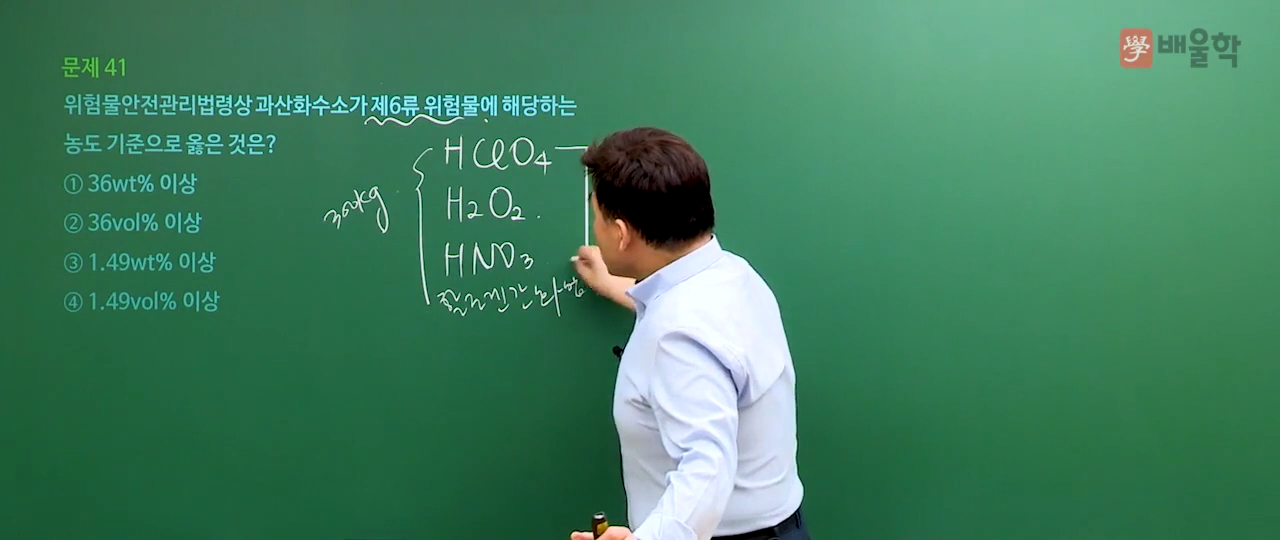 學 배울학
문제 41
위험물안전관리법령상 과산화수소가 제6류 위험물에 해당하는
농도 기준으로 옳은 것은?
① 36wt% 이상
② 36vol% 이상
③ 1.49wt% 이상
④ 1.49vol% 이상
300kg
HClO4
H2O2
HNO3
할로겐간화합